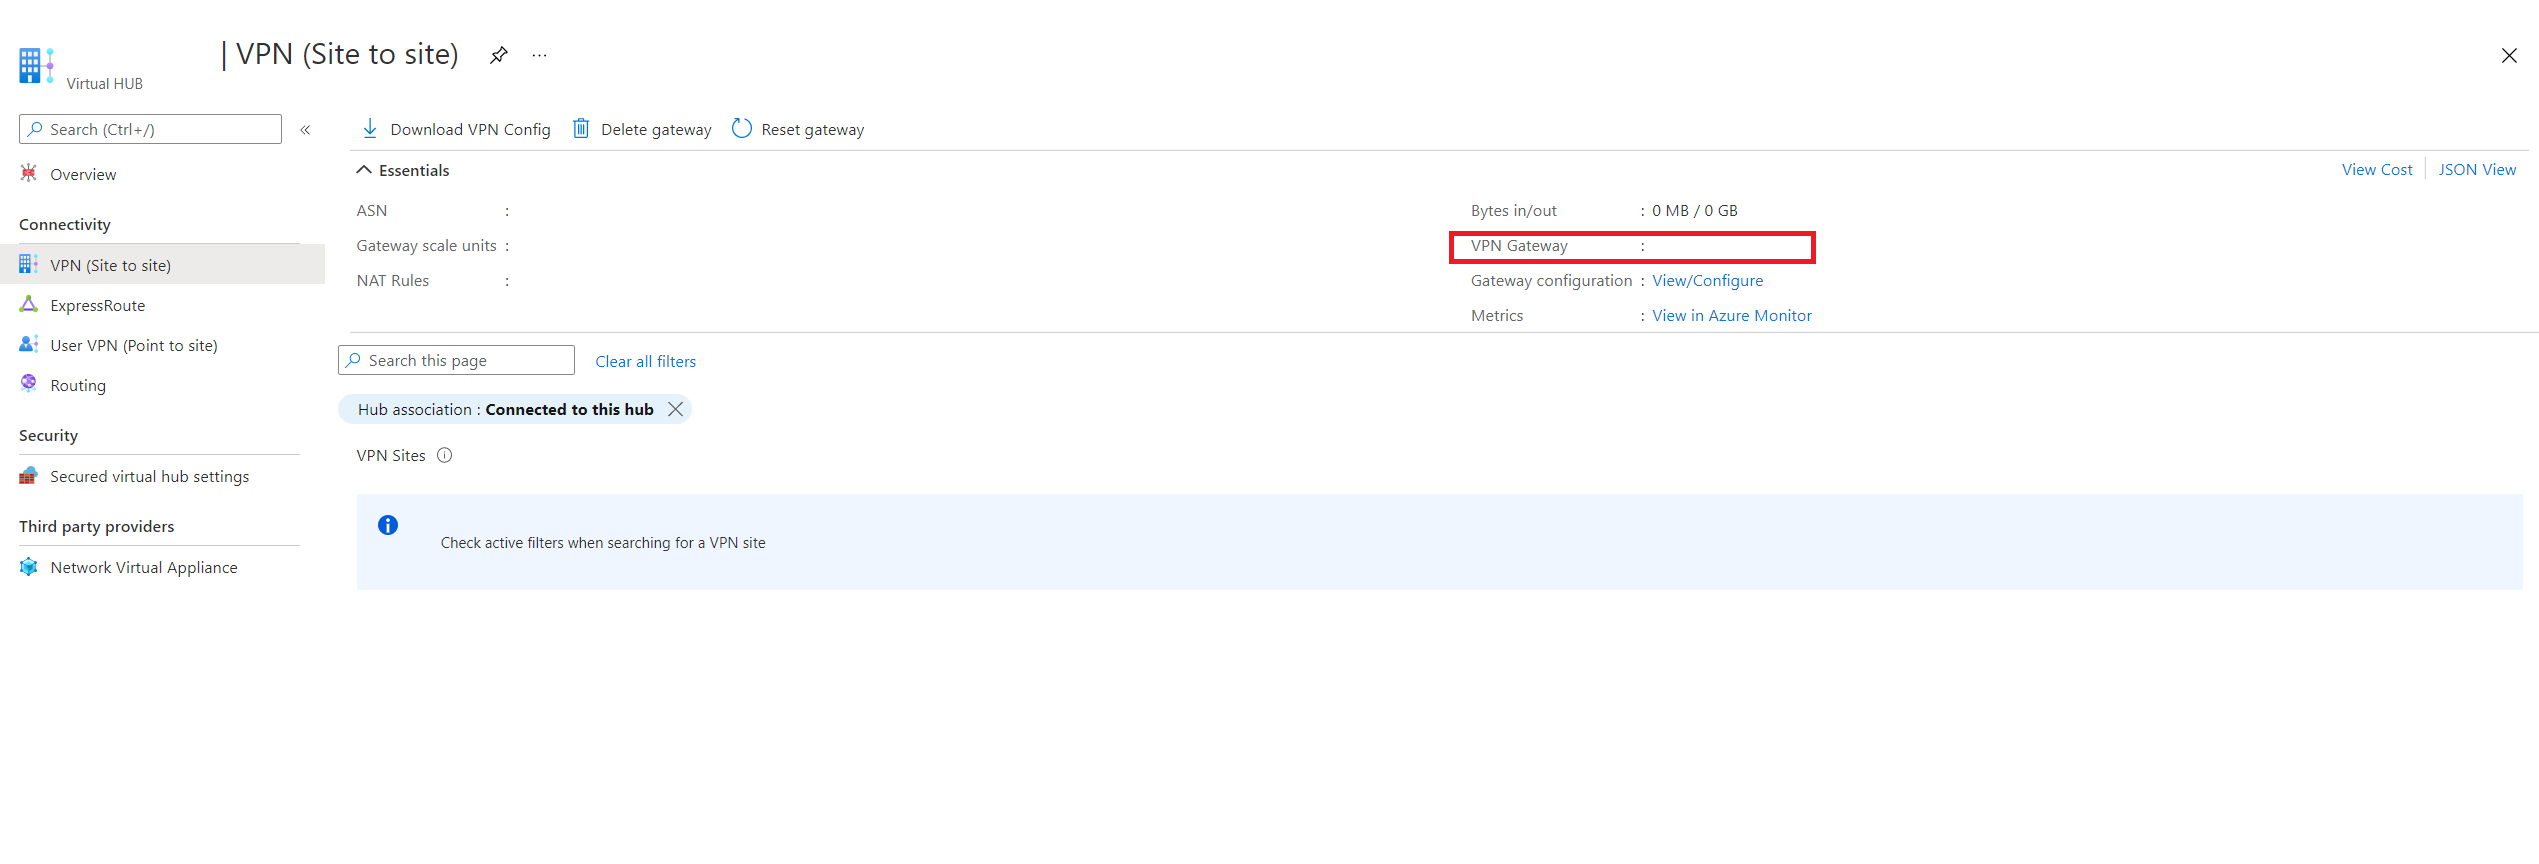 | VPN (Site to site) ...
Virtual HUB
Search (Ctrl+/)
«
Overview
Connectivity
VPN (Site to site)
ExpressRoute
User VPN (Point to site)
Routing
Security
Secured virtual hub settings
Third party providers
Network Virtual Appliance
Download VPN Config Delete gateway Reset gateway
Essentials
View Cost JSON View
ASN :
Gateway scale units :
NAT Rules :
Bytes in/out : 0 MB / 0 GB
VPN Gateway :
Gateway configuration : View/Configure
Metrics : View in Azure Monitor
Search this page Clear all filters
Hub association : Connected to this hub
VPN Sites
Check active filters when searching for a VPN site